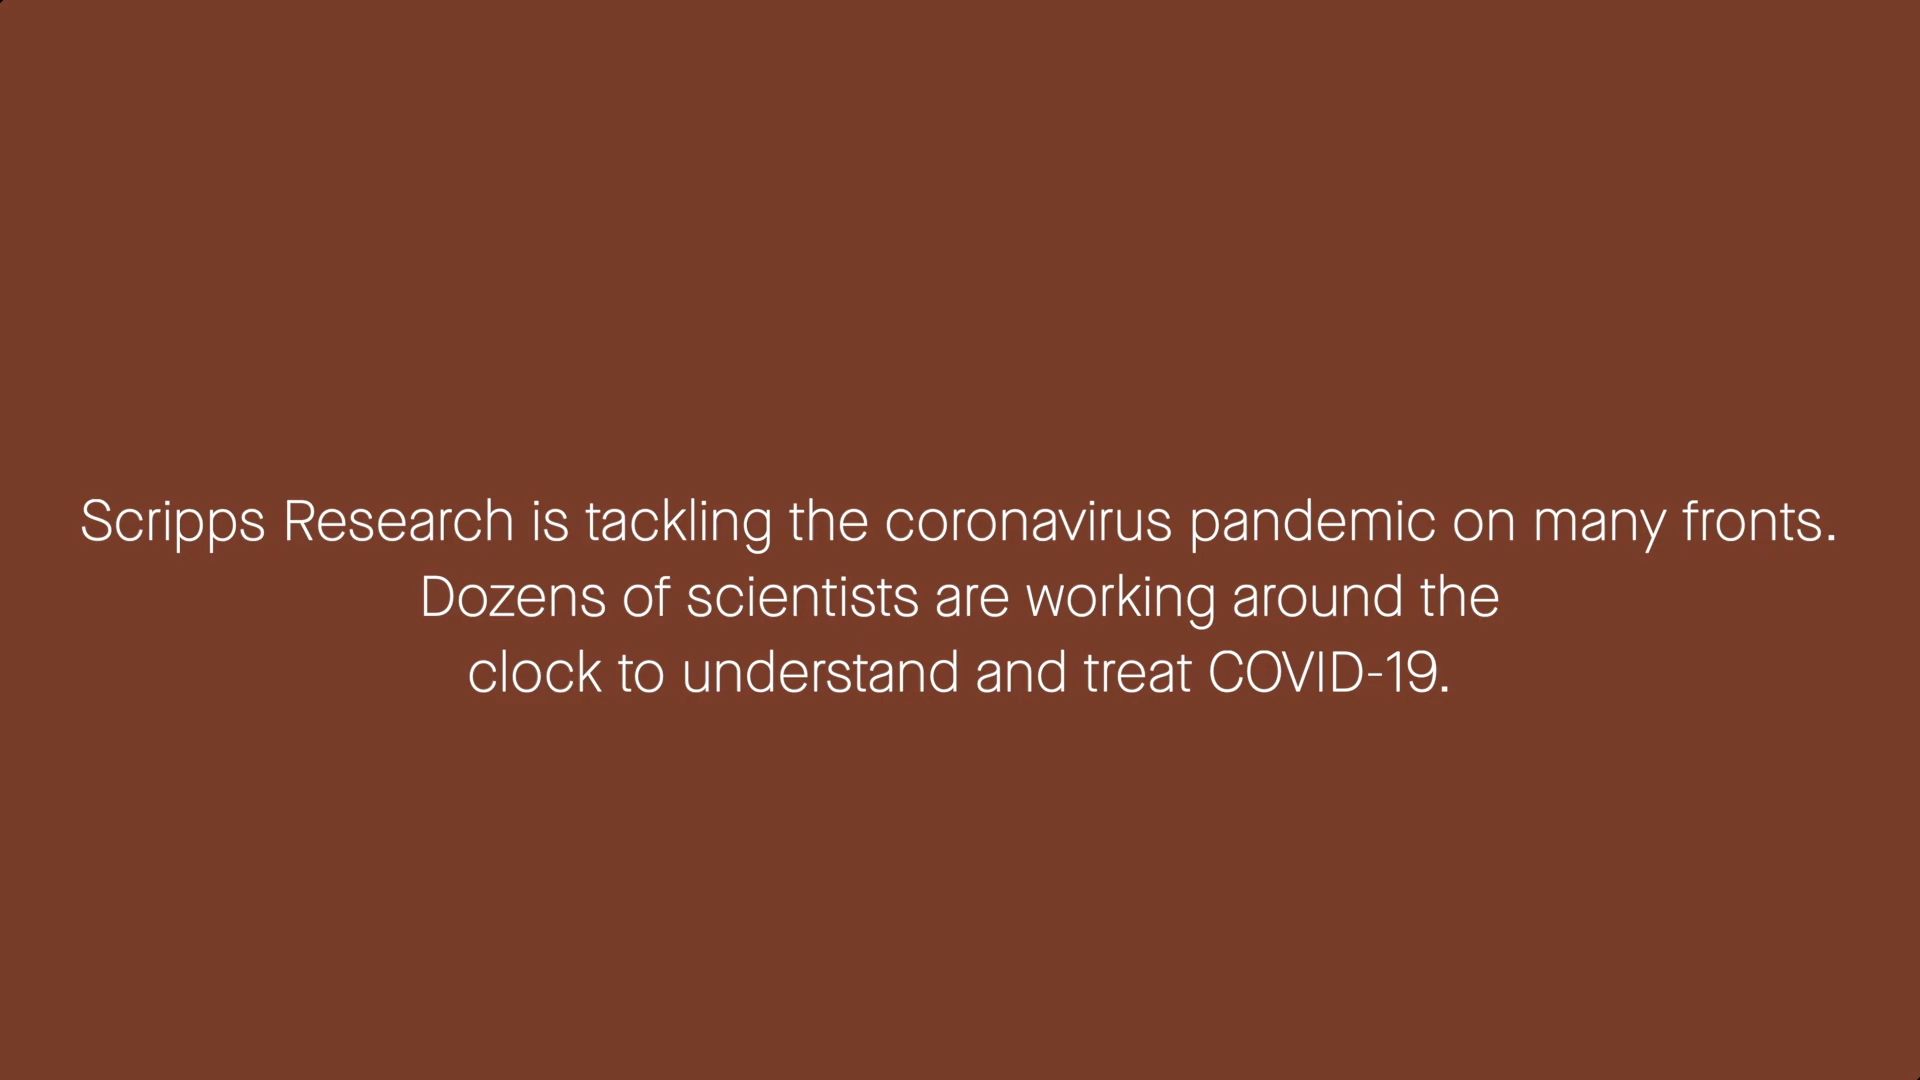 Scripps Research is tackling the coronavirus pandemic on many fronts.
Dozens of scientists are working around the
clock to understand and treat COVID-19.